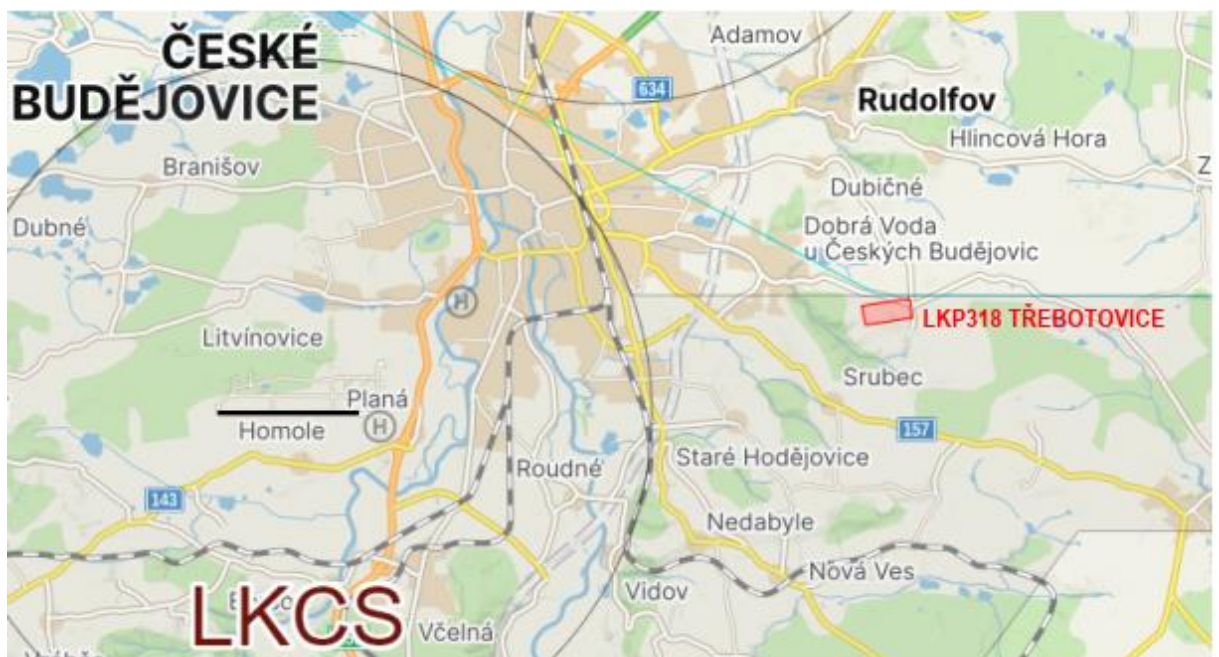 ČESKÉ
BUDĚJOVICE
Adamov
634
Rudolfov
Hlincová Hora
Branišov
Z
Dubičné
Dubné
Dobrá Voda
u Českých Budějovic
H
LKP318 TŘEBOTOVICE
Litvínovice
Srubec
Planá
H
Homole
157
Staré Hodějovice
Roudné
143
Nedabyle
Nová Ves
Vidov
LKCS
Včelná